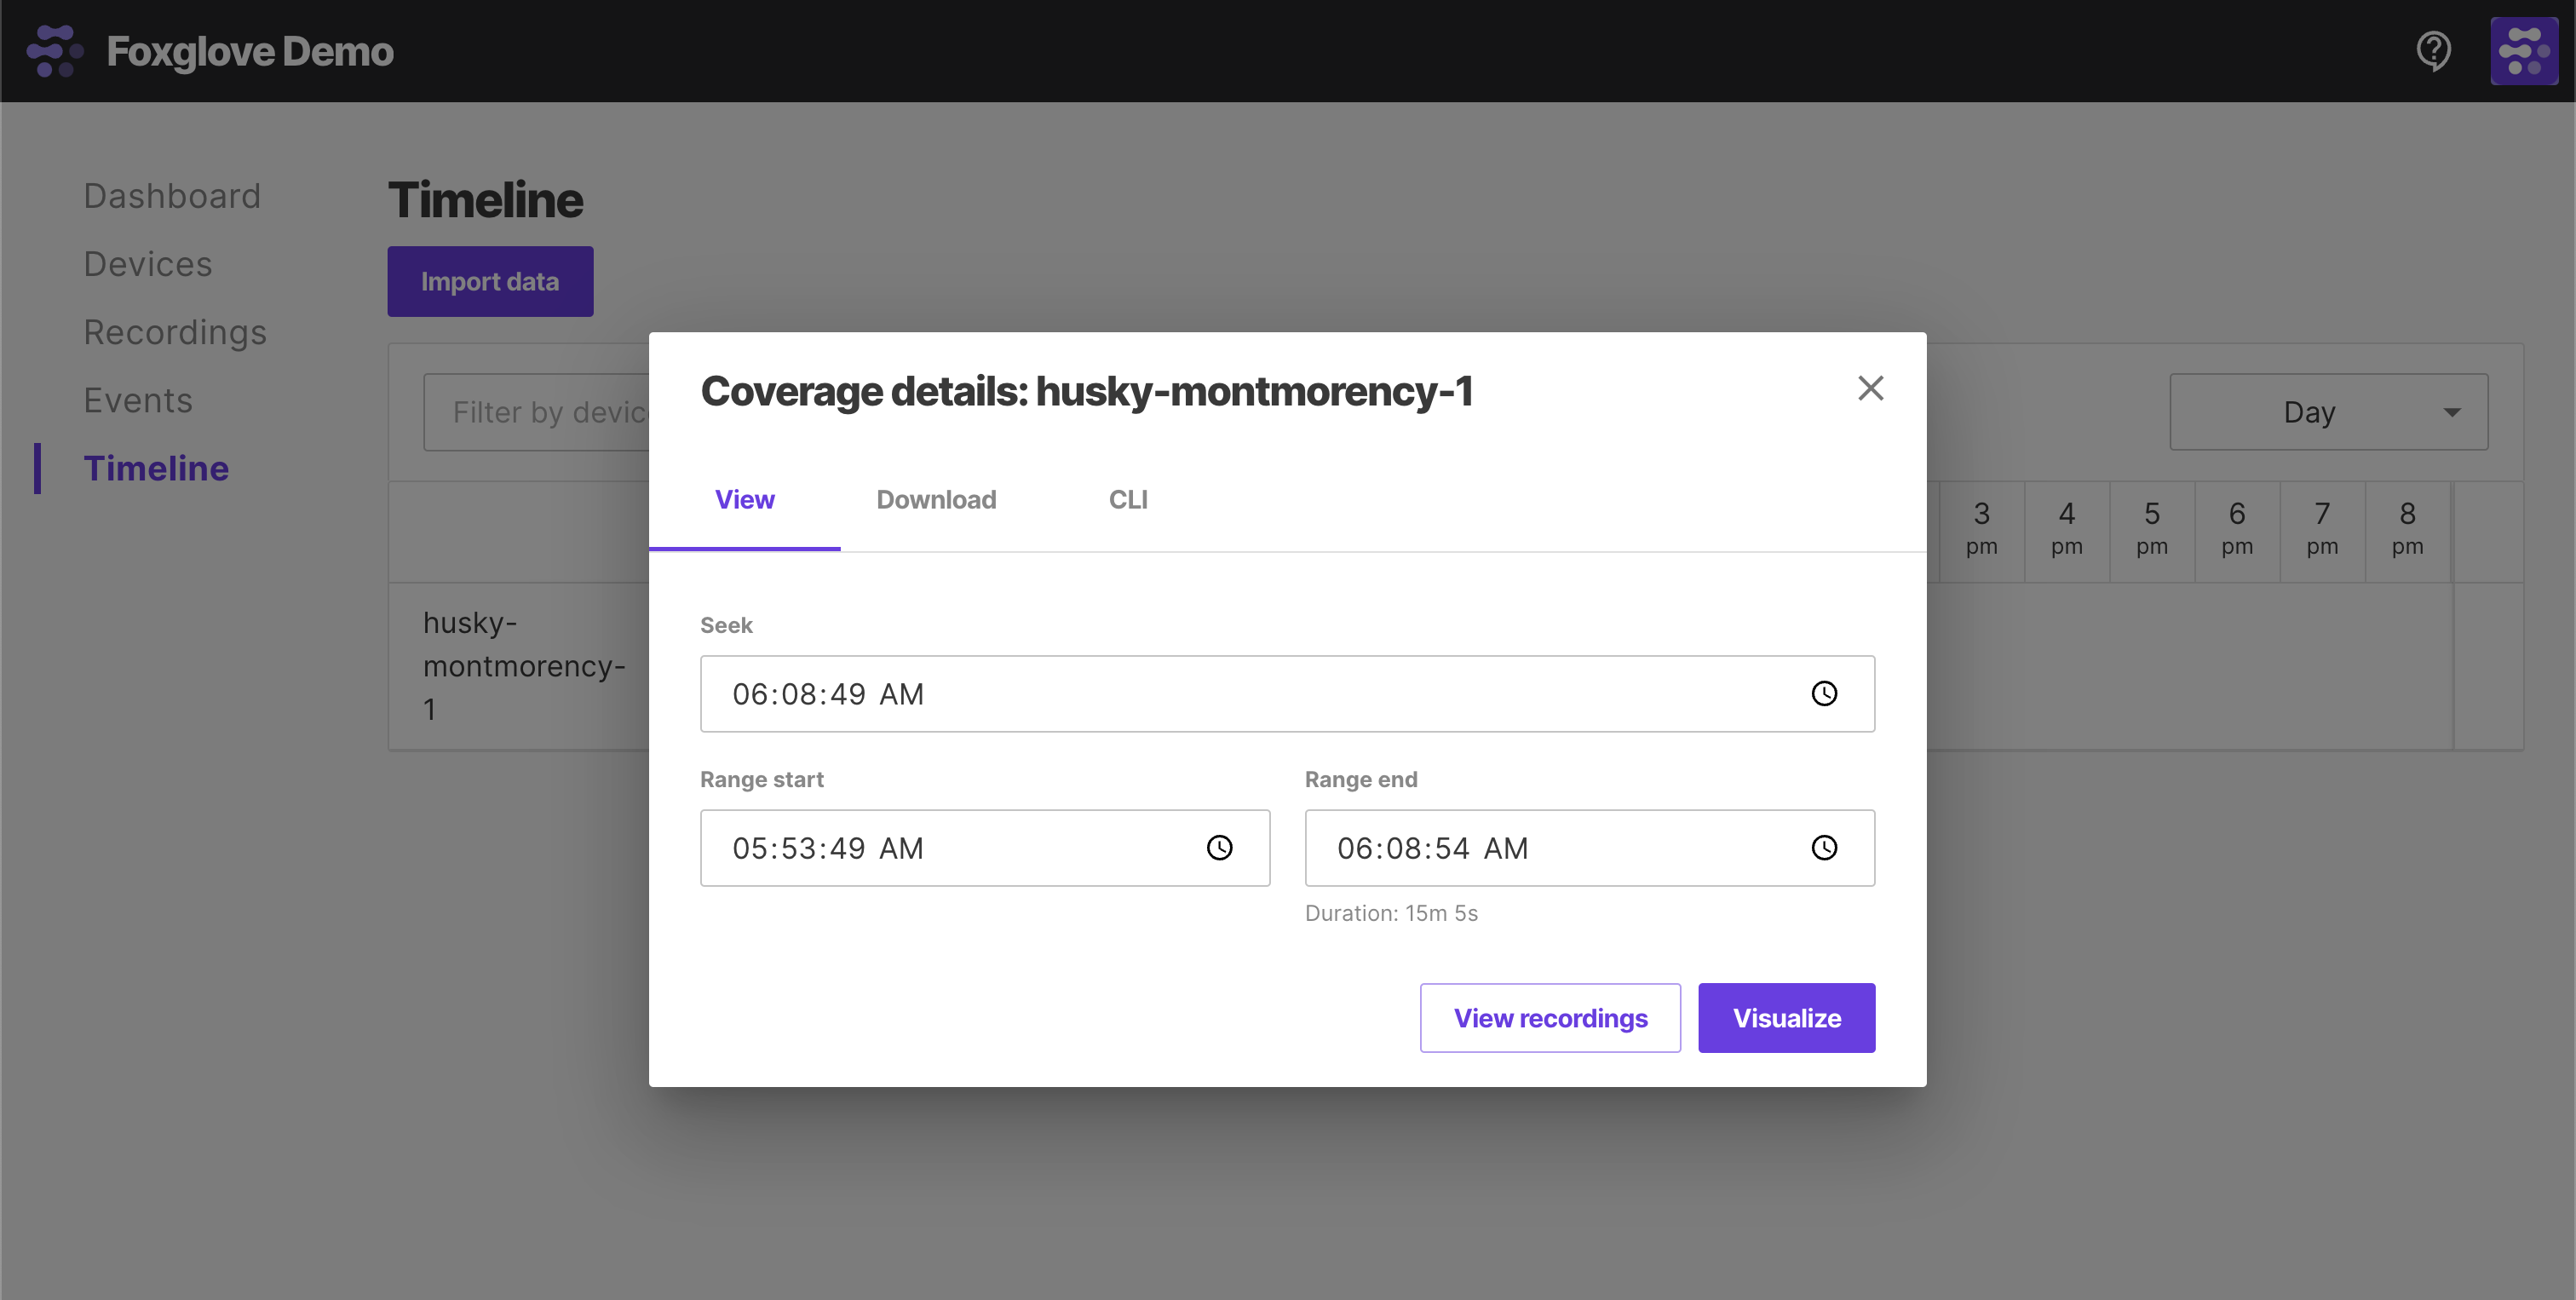 Foxglove Demo
Dashboard
Devices
Recordings
Events
Timeline
Timeline
Import data
Filter by devic
Day
3 pm
4 pm
5 pm
6 pm
7 pm
8 pm
husky-
montmorency-
1
Coverage details: husky-montmorency-1
View
Download
CLI
Seek
06:08:49 AM
Range start
05:53:49 AM
Range end
06:08:54 AM
Duration: 15m 5s
View recordings
Visualize